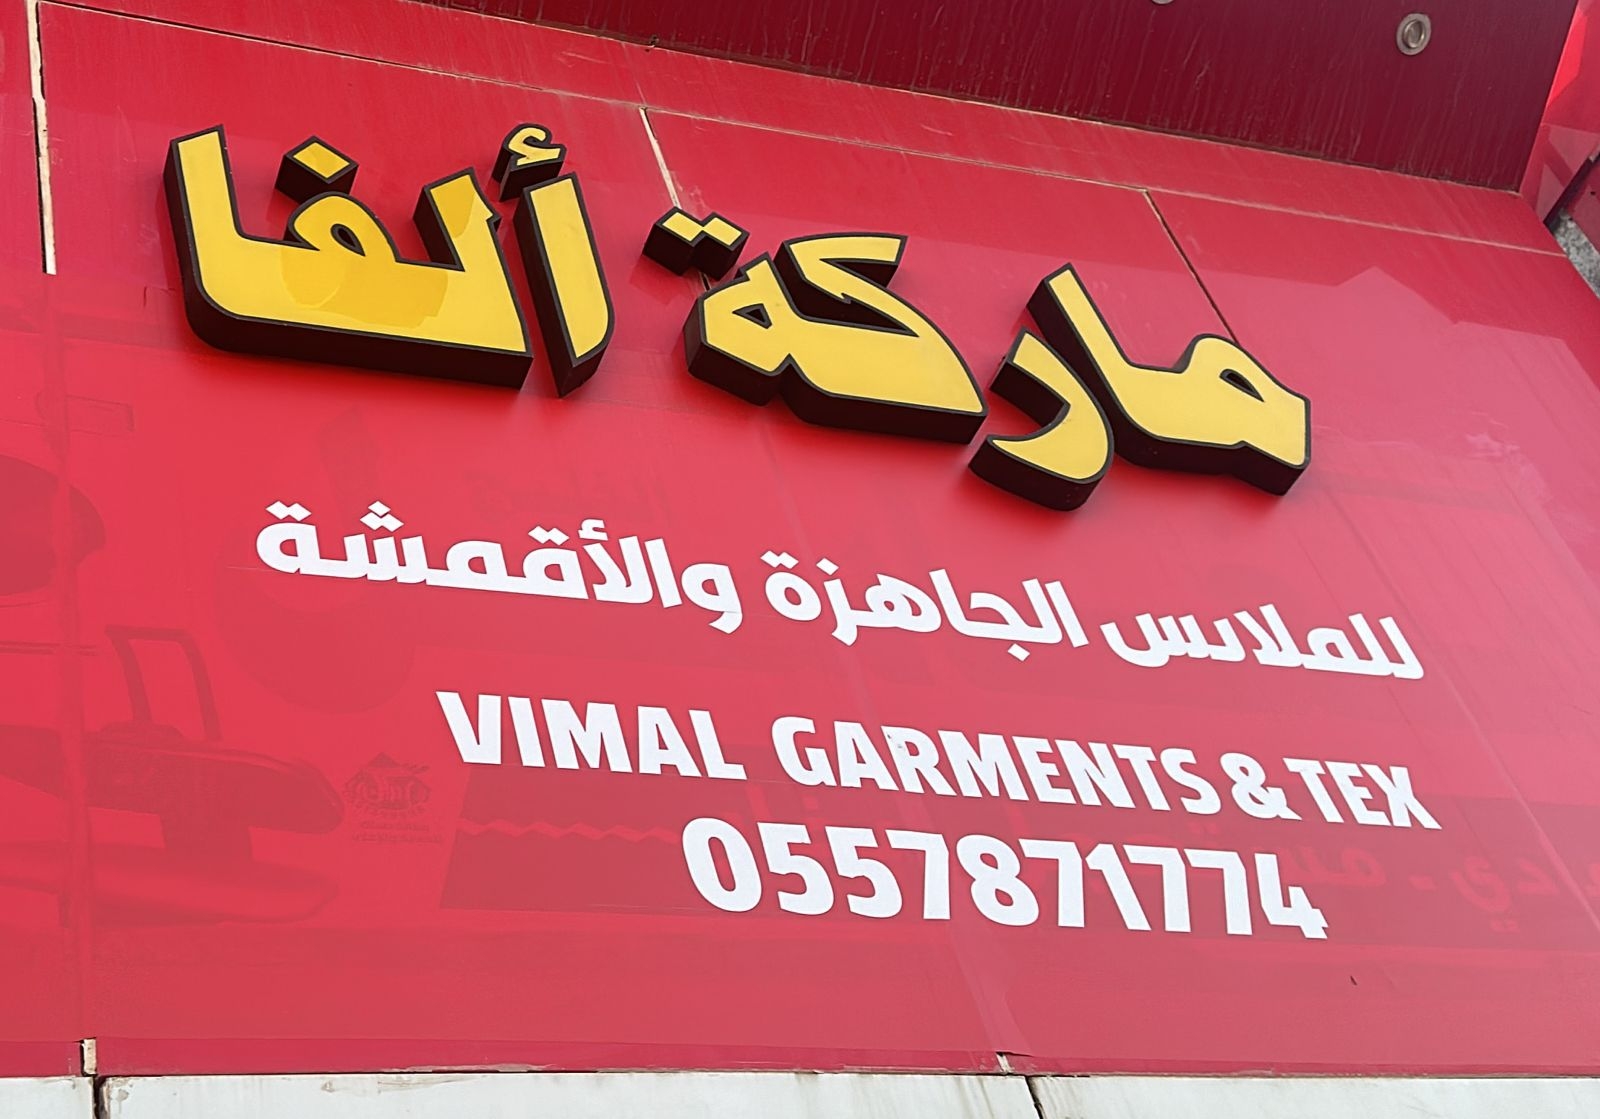 ماركة ألفا
للملابس الجاهزة والأقمشة
VIMAL GARMENTS & TEX
0557871774